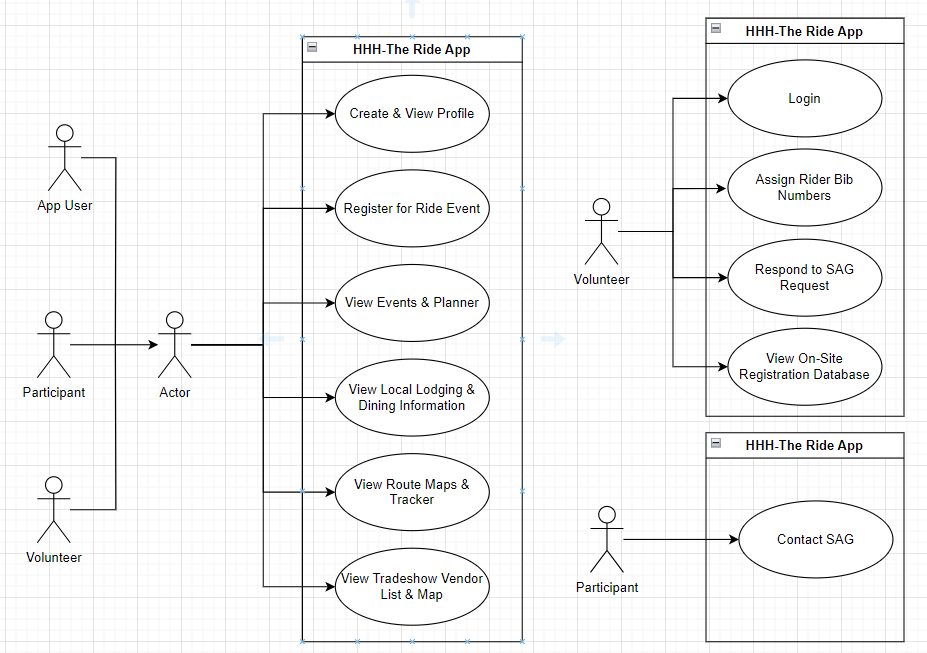 HHH-The Ride App
Create & View Profile
Register for Ride Event
View Events & Planner
View Local Lodging &
Dining Information
View Route Maps &
Tracker
View Tradeshow Vendor
List & Map
App User
Participant
Actor
Volunteer
HHH-The Ride App
Login
Assign Rider Bib
Numbers
Respond to SAG
Request
View On-Site
Registration Database
Volunteer
HHH-The Ride App
Contact SAG
Participant